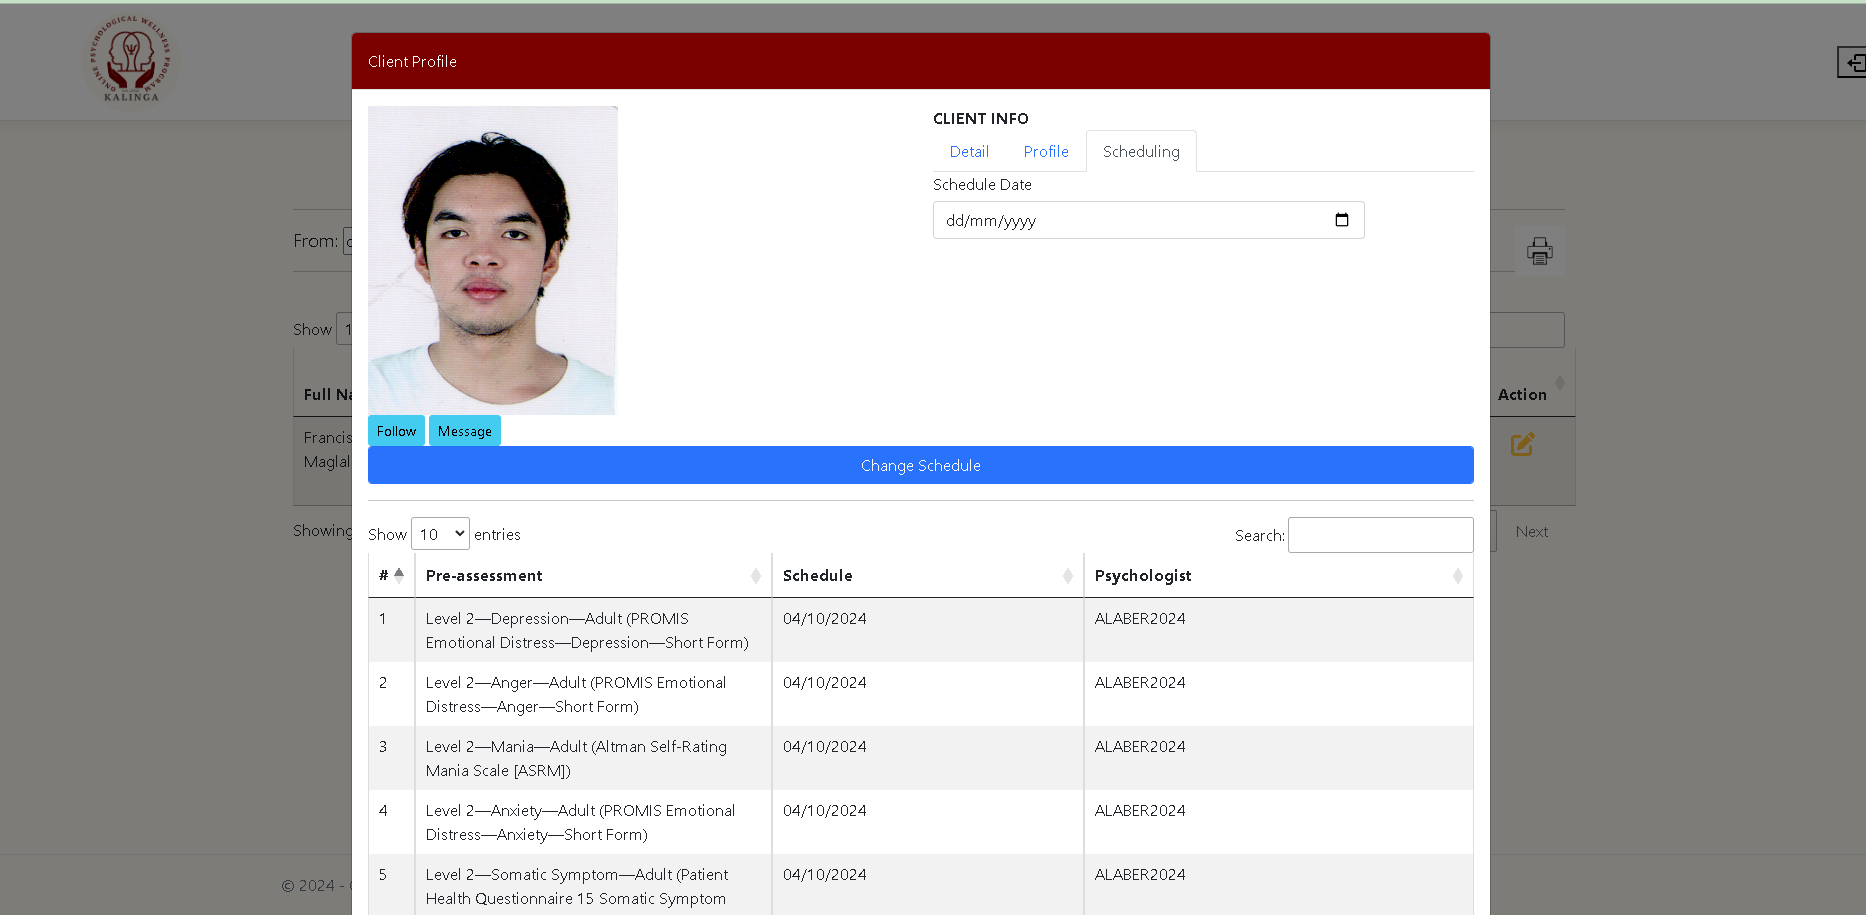 ONLINE PSYCHOLOGICAL WELLNESS PROGRAM
KALINGA
Client Profile
CLIENT INFO
Detail Profile Scheduling
Schedule Date
dd/mm/yyyy
From:
Show 1
Full Na
Action
Francis
Maglal
Showing
Next
Follow Message
Change Schedule
Show 10 entries
Search:
# Pre-assessment Schedule Psychologist
1 Level 2—Depression—Adult (PROMIS 04/10/2024 ALABER2024
Emotional Distress—Depression—Short Form)
2 Level 2—Anger—Adult (PROMIS Emotional 04/10/2024 ALABER2024
Distress—Anger—Short Form)
3 Level 2—Mania—Adult (Altman Self-Rating 04/10/2024 ALABER2024
Mania Scale [ASRM])
4 Level 2—Anxiety—Adult (PROMIS Emotional 04/10/2024 ALABER2024
Distress—Anxiety—Short Form)
5 Level 2—Somatic Symptom—Adult (Patient 04/10/2024 ALABER2024
Health Questionnaire 15 Somatic Symptom
© 2024 -